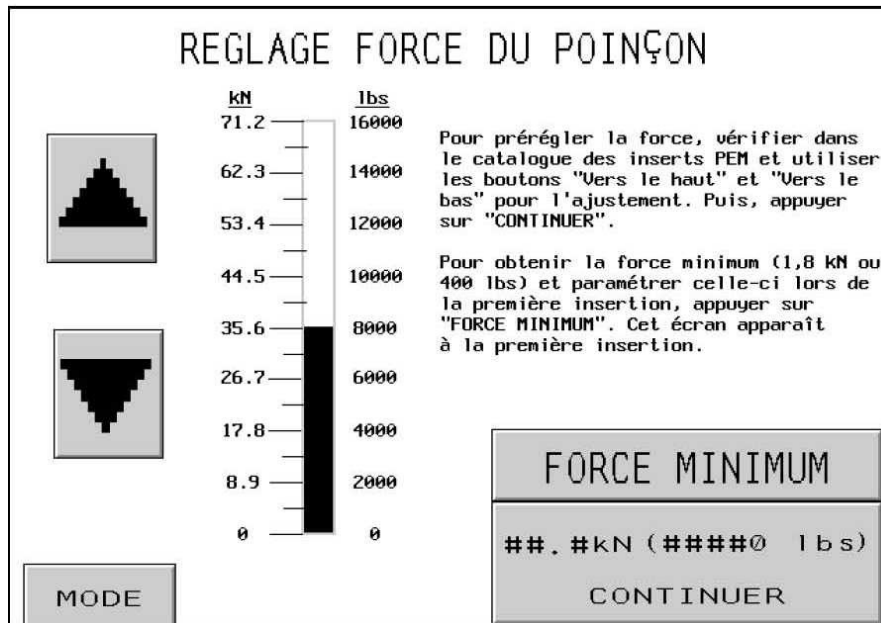 REGLAGE FORCE DU POINÇON
kN lbs
71.2 16000
62.3 14000
53.4 12000
44.5 10000
35.6 8000
26.7 6000
17.8 4000
8.9 2000
0 0
Pour prérégler la force, vérifier dans
le catalogue des inserts PEM et utiliser
les boutons "Vers le haut" et "Vers le
bas" pour l'ajustement. Puis, appuyer
sur "CONTINUER".
Pour obtenir la force minimum (1,8 kN ou
400 lbs) et paramétrer celle-ci lors de
la première insertion, appuyer sur
"FORCE MINIMUM". Cet écran apparaît
à la première insertion.
FORCE MINIMUM
##.#kN (####0 lbs)
CONTINUER
MODE